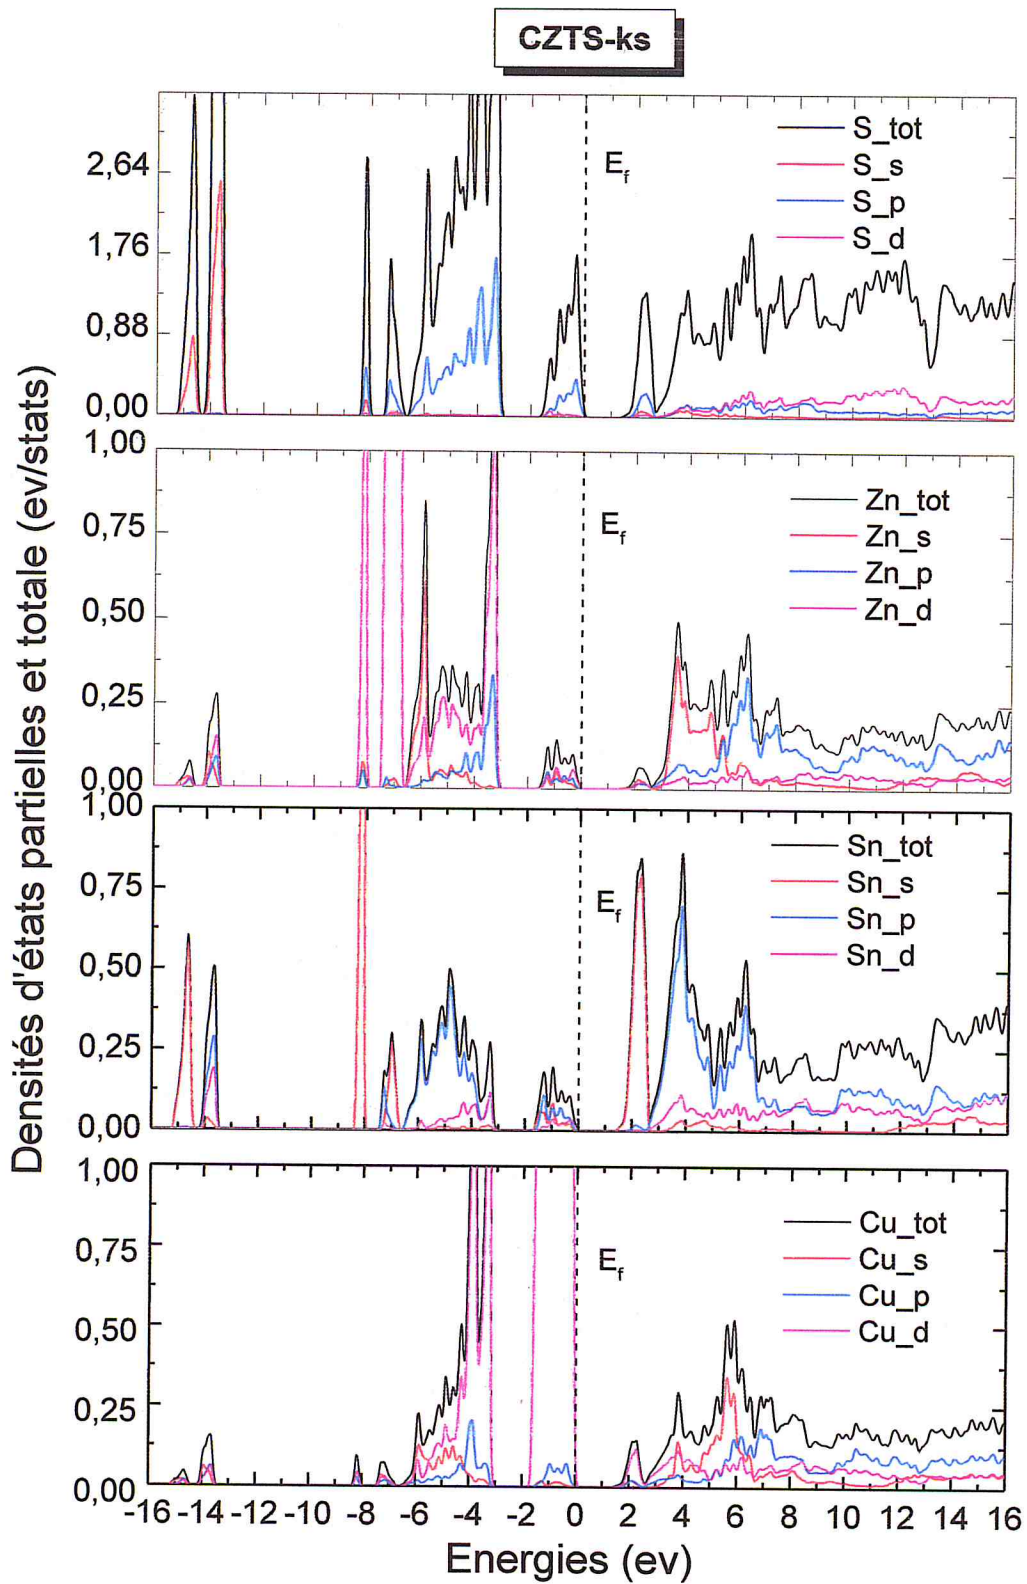 CZTS-ks
Densités d'états partielles et totale (ev/stats)
2,64
1,76
0,88
0,00
E_f
S_tot
S_s
S_p
S_d
1,00
0,75
0,50
0,25
0,00
E_f
Zn_tot
Zn_s
Zn_p
Zn_d
1,00
0,75
0,50
0,25
0,00
E_f
Sn_tot
Sn_s
Sn_p
Sn_d
1,00
0,75
0,50
0,25
0,00
E_f
Cu_tot
Cu_s
Cu_p
Cu_d
-16 -14 -12 -10 -8 -6 -4 -2 0 2 4 6 8 10 12 14 16
Energies (ev)